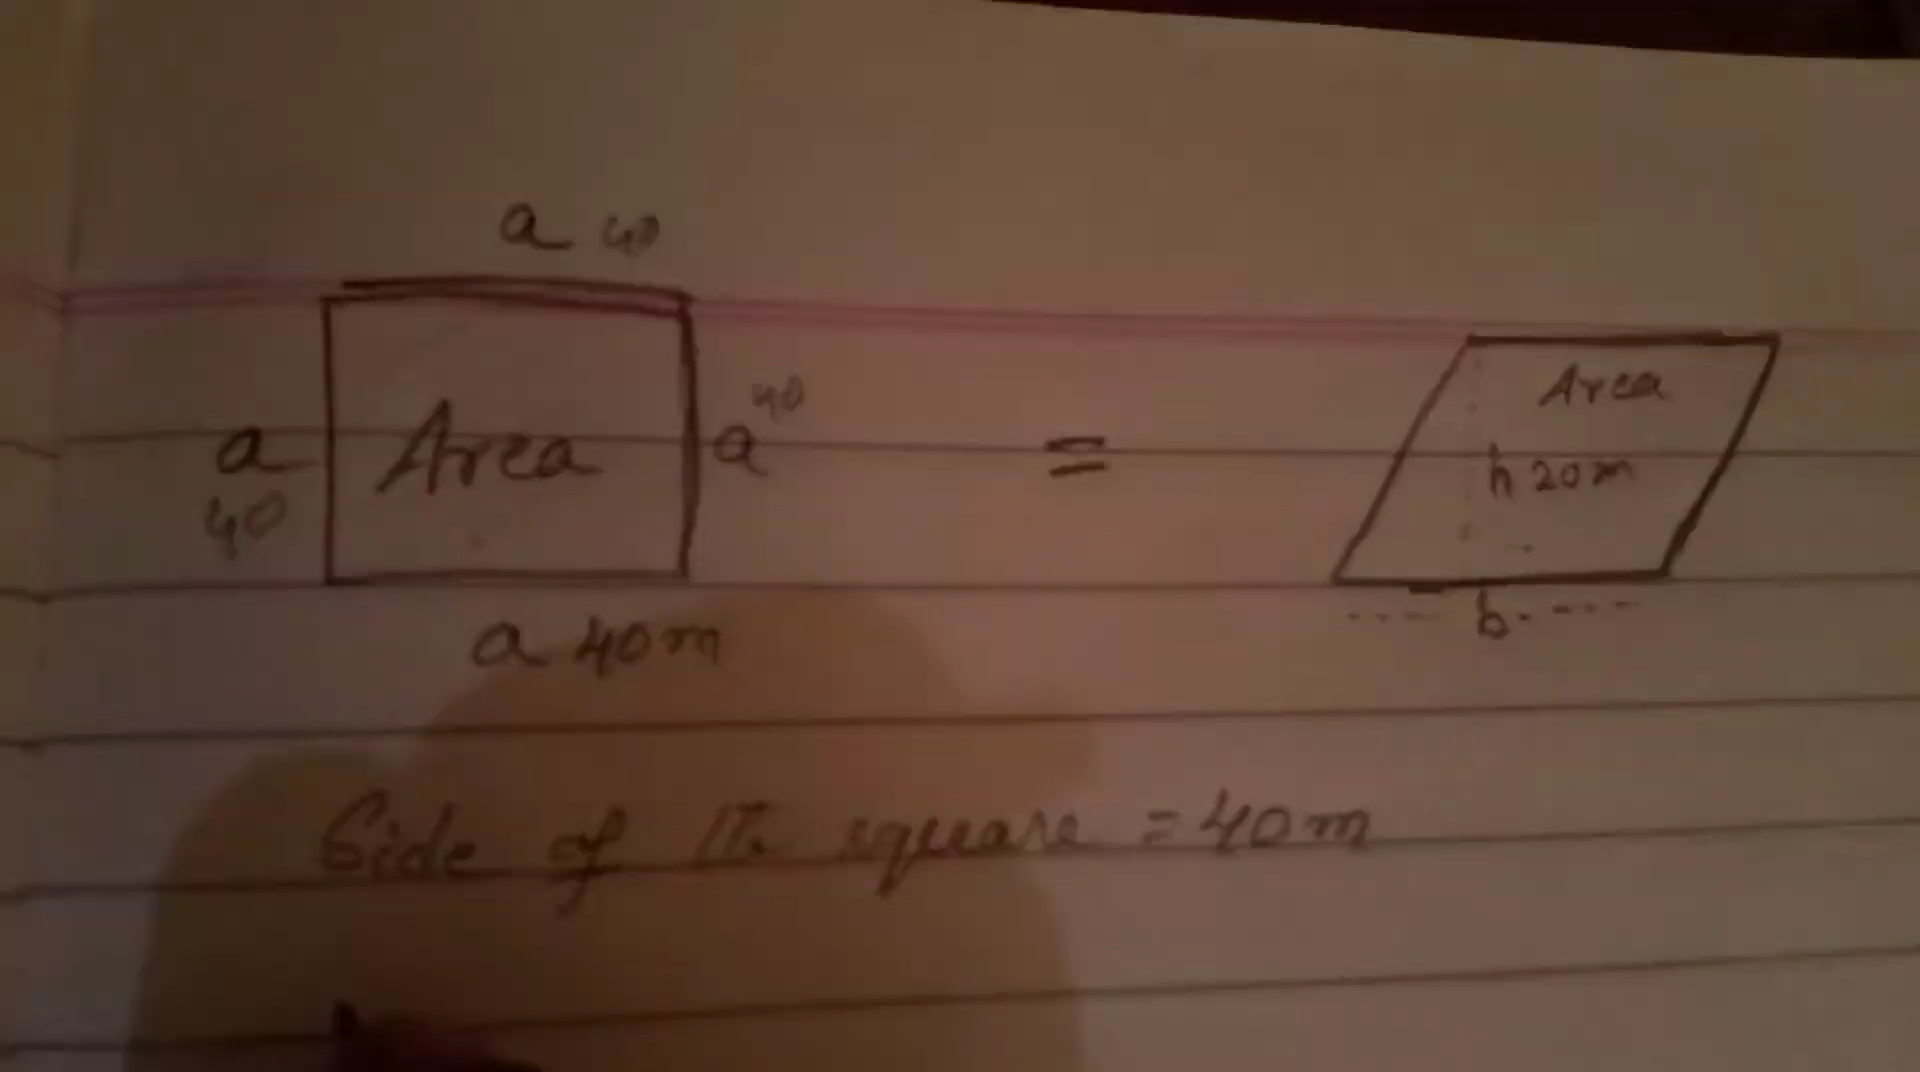 a 40
a
40
Area
a 40
=
Area
h 20m
b
a 40m
Side of The square = 40m